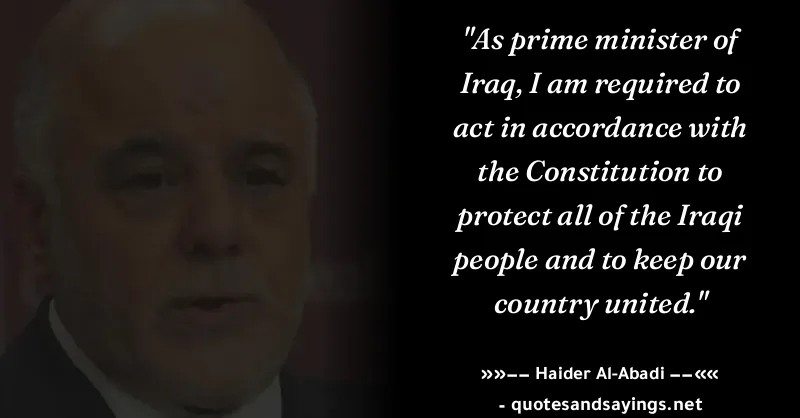 "As prime minister of
Iraq, I am required to
act in accordance with
the Constitution to
protect all of the Iraqi
people and to keep our
country united."
»»−− Haider Al-Abadi −−««
- quotesandsayings.net